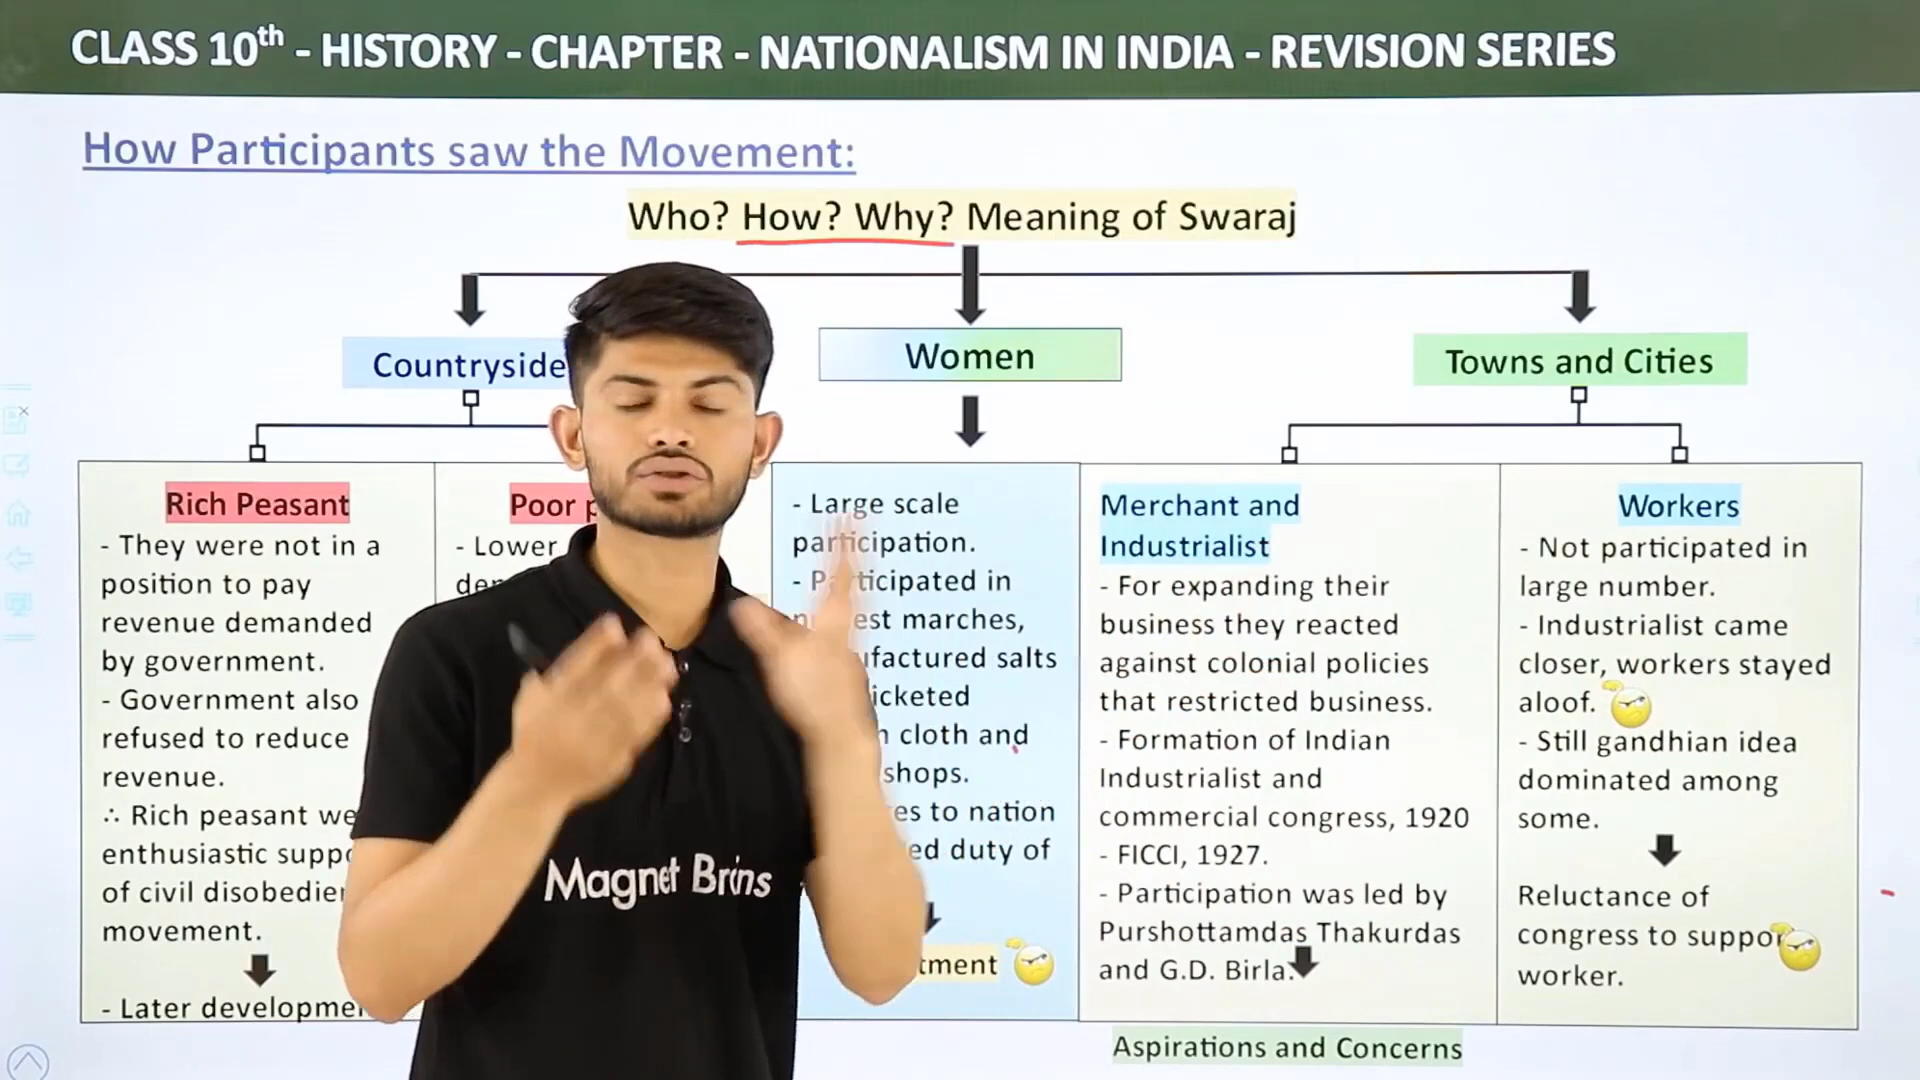 CLASS 10th - HISTORY - CHAPTER - NATIONALISM IN INDIA - REVISION SERIES
How Participants saw the Movement:
Who? How? Why? Meaning of Swaraj
Countryside
Women
Towns and Cities
Rich Peasant
- They were not in a
position to pay
revenue demanded
by government.
- Government also
refused to reduce
revenue.
∴ Rich peasant
enthusiastic
of civil
movement.
- Later
Poor
- Lower
- Large scale
participation.
- Participated in
marches,
salts
cloth and
shops.
to nation
duty of
Merchant and
Industrialist
- For expanding their
business they reacted
against colonial policies
that restricted business.
- Formation of Indian
Industrialist and
commercial congress, 1920
- FICCI, 1927.
- Participation was led by
Purshottamdas Thakurdas
and G.D. Birla.
Workers
- Not participated in
large number.
- Industrialist came
closer, workers stayed
aloof.
- Still gandhian idea
dominated among
some.
Reluctance of
congress to
worker.
Aspirations and Concerns
Magnet Brains